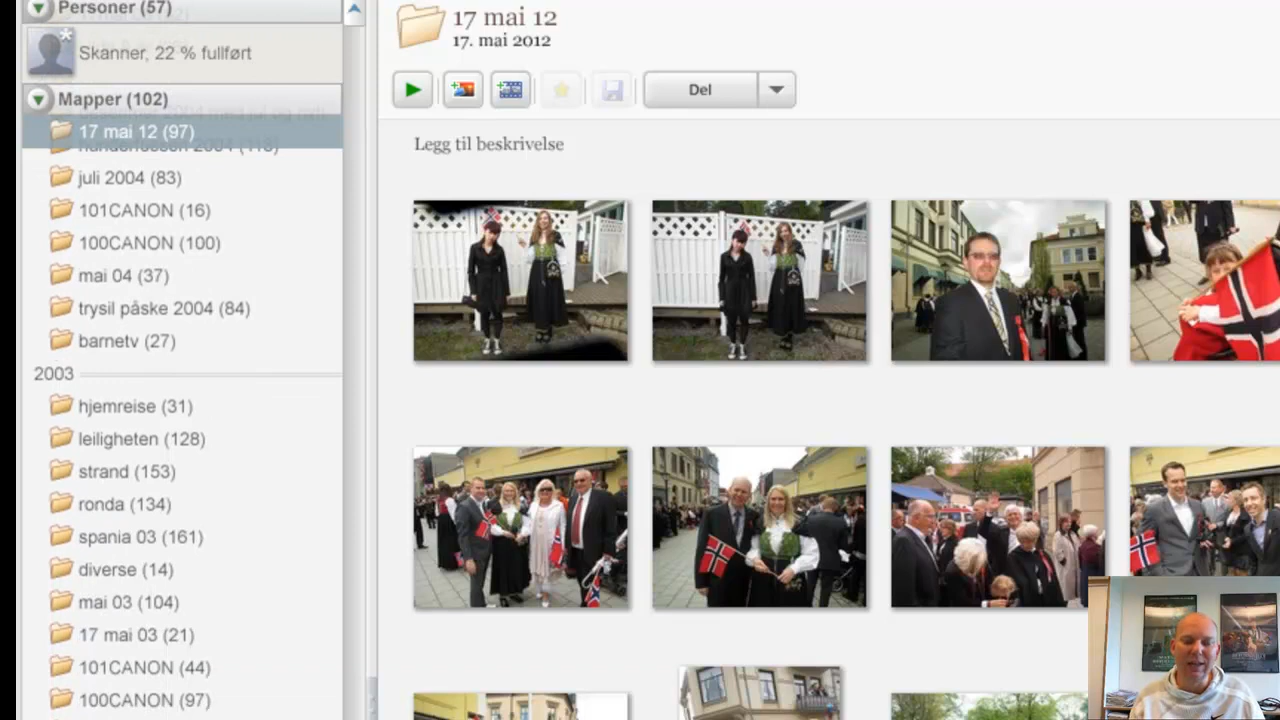 Personer (57)
Skanner, 22 % fullført
Mapper (102)
17 mai 12 (97)
juli 2004 (83)
101CANON (16)
100CANON (100)
mai 04 (37)
trysil påske 2004 (84)
barnetv (27)
2003
hjemreise (31)
leiligheten (128)
strand (153)
ronda (134)
spania 03 (161)
diverse (14)
mai 03 (104)
17 mai 03 (21)
101CANON (44)
100CANON (97)
17 mai 12
17. mai 2012
Del
Legg til beskrivelse